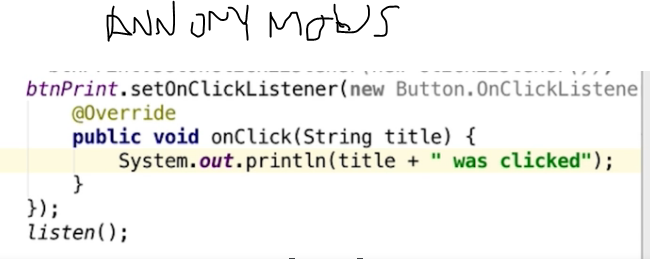 ANNONYMOUS
btnPrint.setOnClickListener(new Button.OnClickListene
@Override
public void onClick(String title) {
System.out.println(title + " was clicked");
}
});
listen();